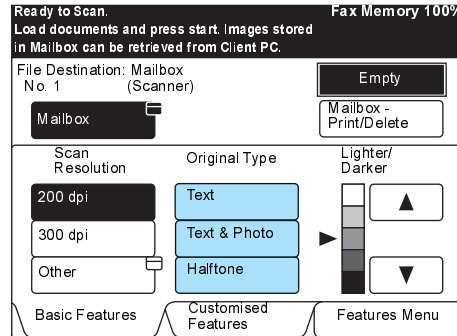 Ready to Scan.
Fax Memory 100%
Load documents and press start. Images stored
in Mailbox can be retrieved from Client PC.
File Destination: Mailbox
No. 1 (Scanner)
Empty
Mailbox
Mailbox -
Print/Delete
Scan
Resolution
Original Type
Lighter/
Darker
200 dpi
Text
300 dpi
Text & Photo
Other
Halftone
Basic Features
Customised
Features
Features Menu